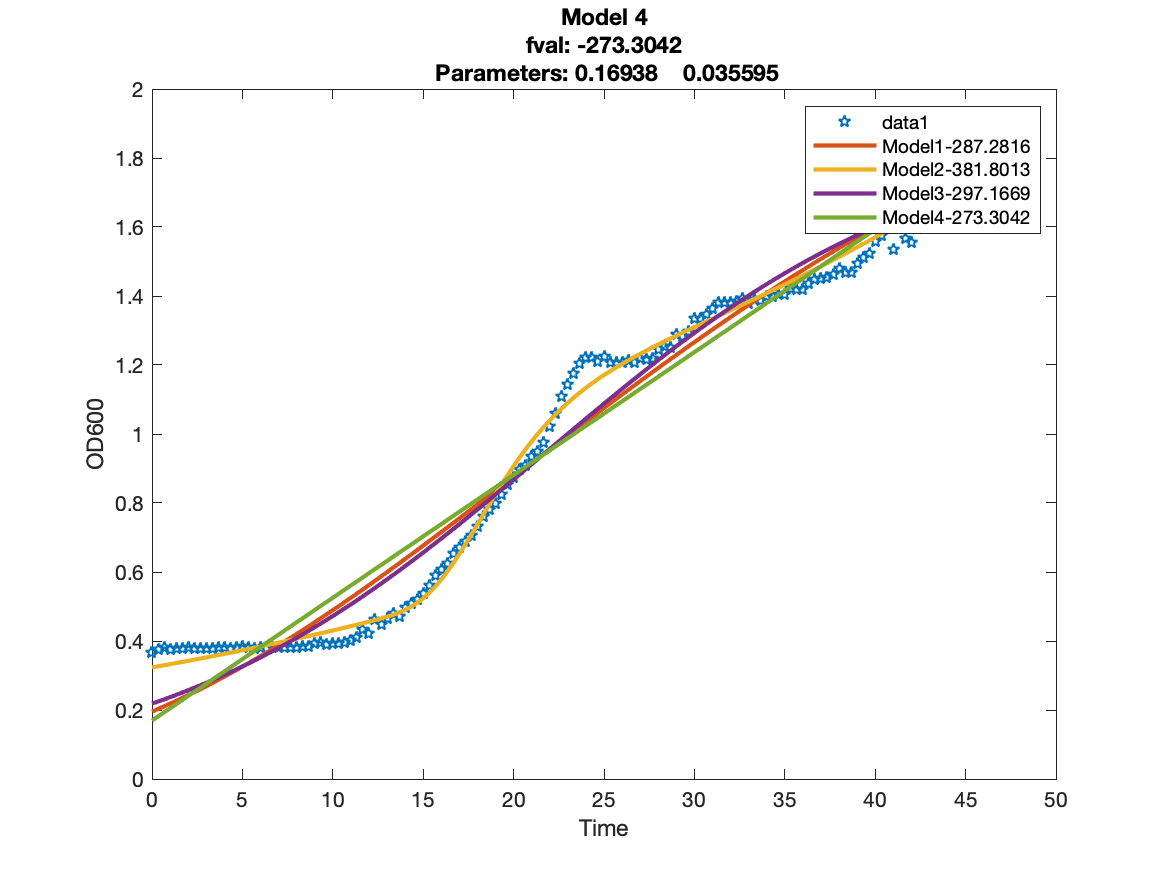 Model 4
fval: -273.3042
Parameters: 0.16938 0.035595
2
1.8
1.6
1.4
1.2
1
0.8
0.6
0.4
0.2
0
OD600
data1
Model1-287.2816
Model2-381.8013
Model3-297.1669
Model4-273.3042
0 5 10 15 20 25 30 35 40 45 50
Time